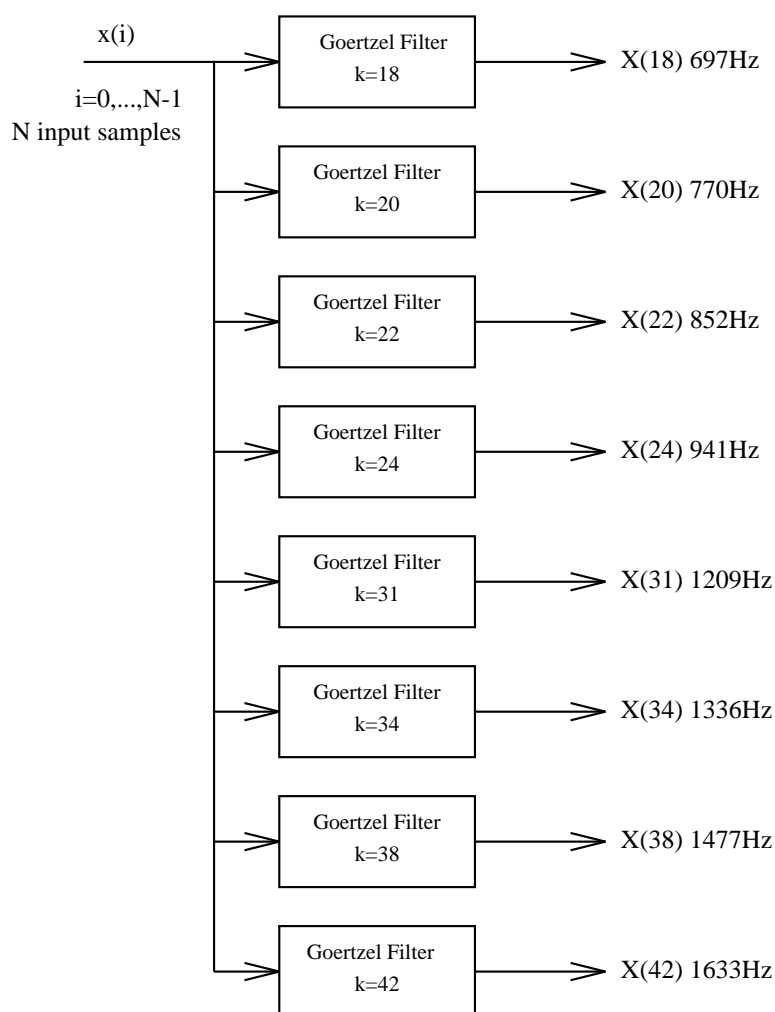 x(i)
i=0,...,N-1
N input samples
Goertzel Filter
k=18
X(18) 697Hz
Goertzel Filter
k=20
X(20) 770Hz
Goertzel Filter
k=22
X(22) 852Hz
Goertzel Filter
k=24
X(24) 941Hz
Goertzel Filter
k=31
X(31) 1209Hz
Goertzel Filter
k=34
X(34) 1336Hz
Goertzel Filter
k=38
X(38) 1477Hz
Goertzel Filter
k=42
X(42) 1633Hz